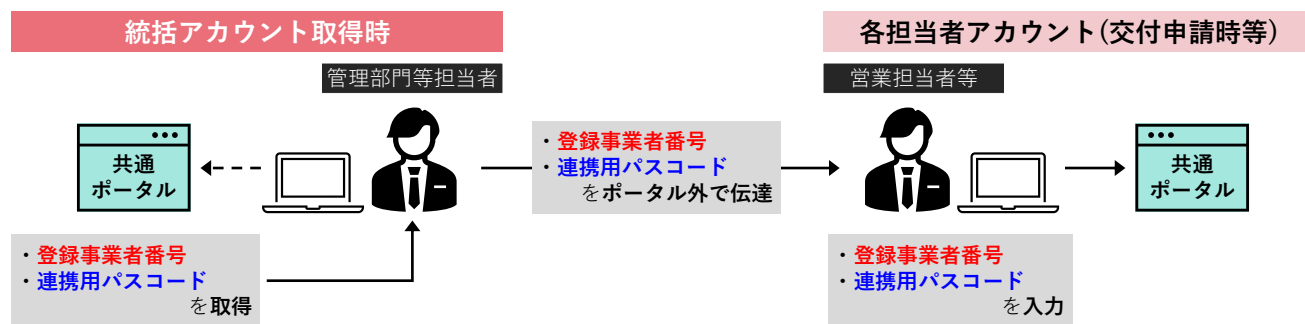 統括アカウント取得時
各担当者アカウント(交付申請時等)
管理部門等担当者
営業担当者等
共通
ポータル
・登録事業者番号
・連携用パスコード
をポータル外で伝達
共通
ポータル
・登録事業者番号
・連携用パスコード
を取得
・登録事業者番号
・連携用パスコード
を入力